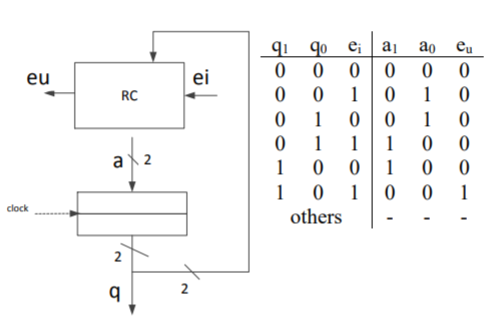 eu
ei
RC
a
2
clock
2
q
2
q1 q0 ei a1 a0 eu
0 0 0 0 0 0
0 0 1 0 1 0
0 1 0 0 1 0
0 1 1 1 0 0
1 0 0 1 0 0
1 0 1 0 0 1
others - - -